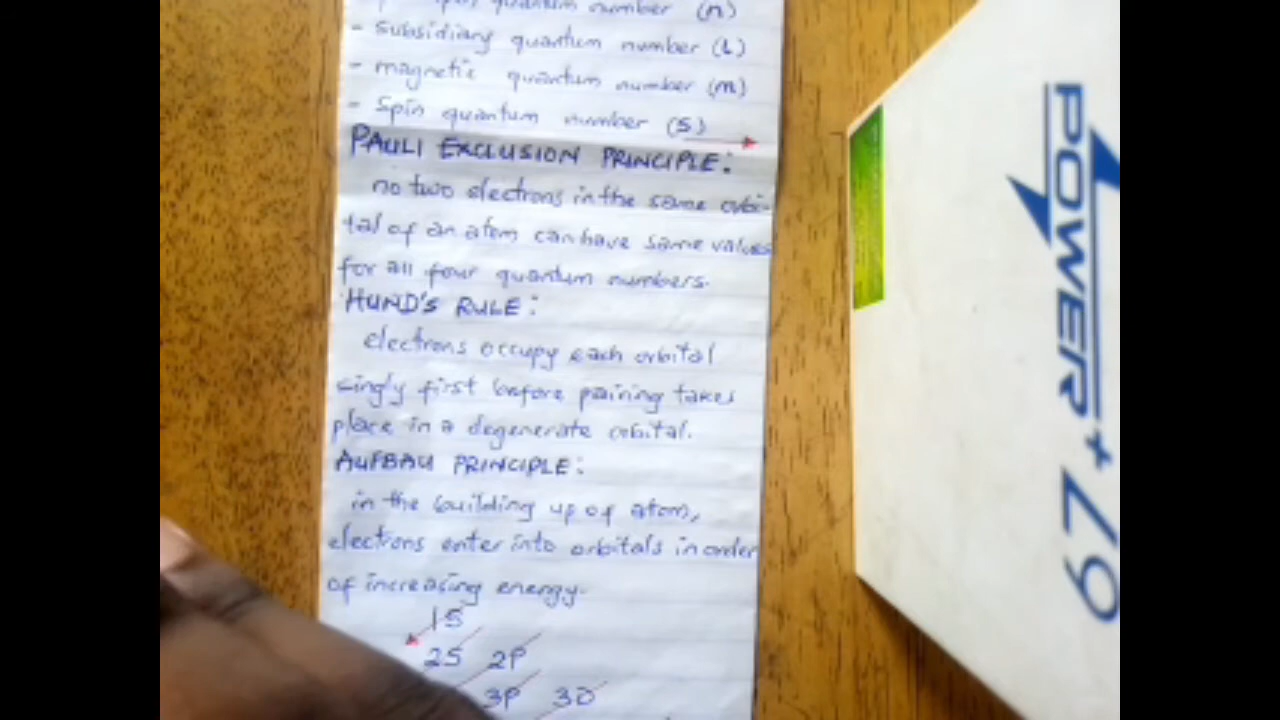 quantum number (n)
- subsidiary quantum number (L)
- magnetic quantum number (m)
- Spin quantum number (S)
PAULI EXCLUSION PRINCIPLE:
no two electrons in the same orbi-
tal of an atom can have same values
for all four quantum numbers.
HUND'S RULE:
electrons occupy each orbital
singly first before pairing takes
place in a degenerate orbital.
AUFBAU PRINCIPLE:
in the building up of atom,
electrons enter into orbitals in order
of increasing energy.
1S
2S 2P
3P 3D
POWER+ L9